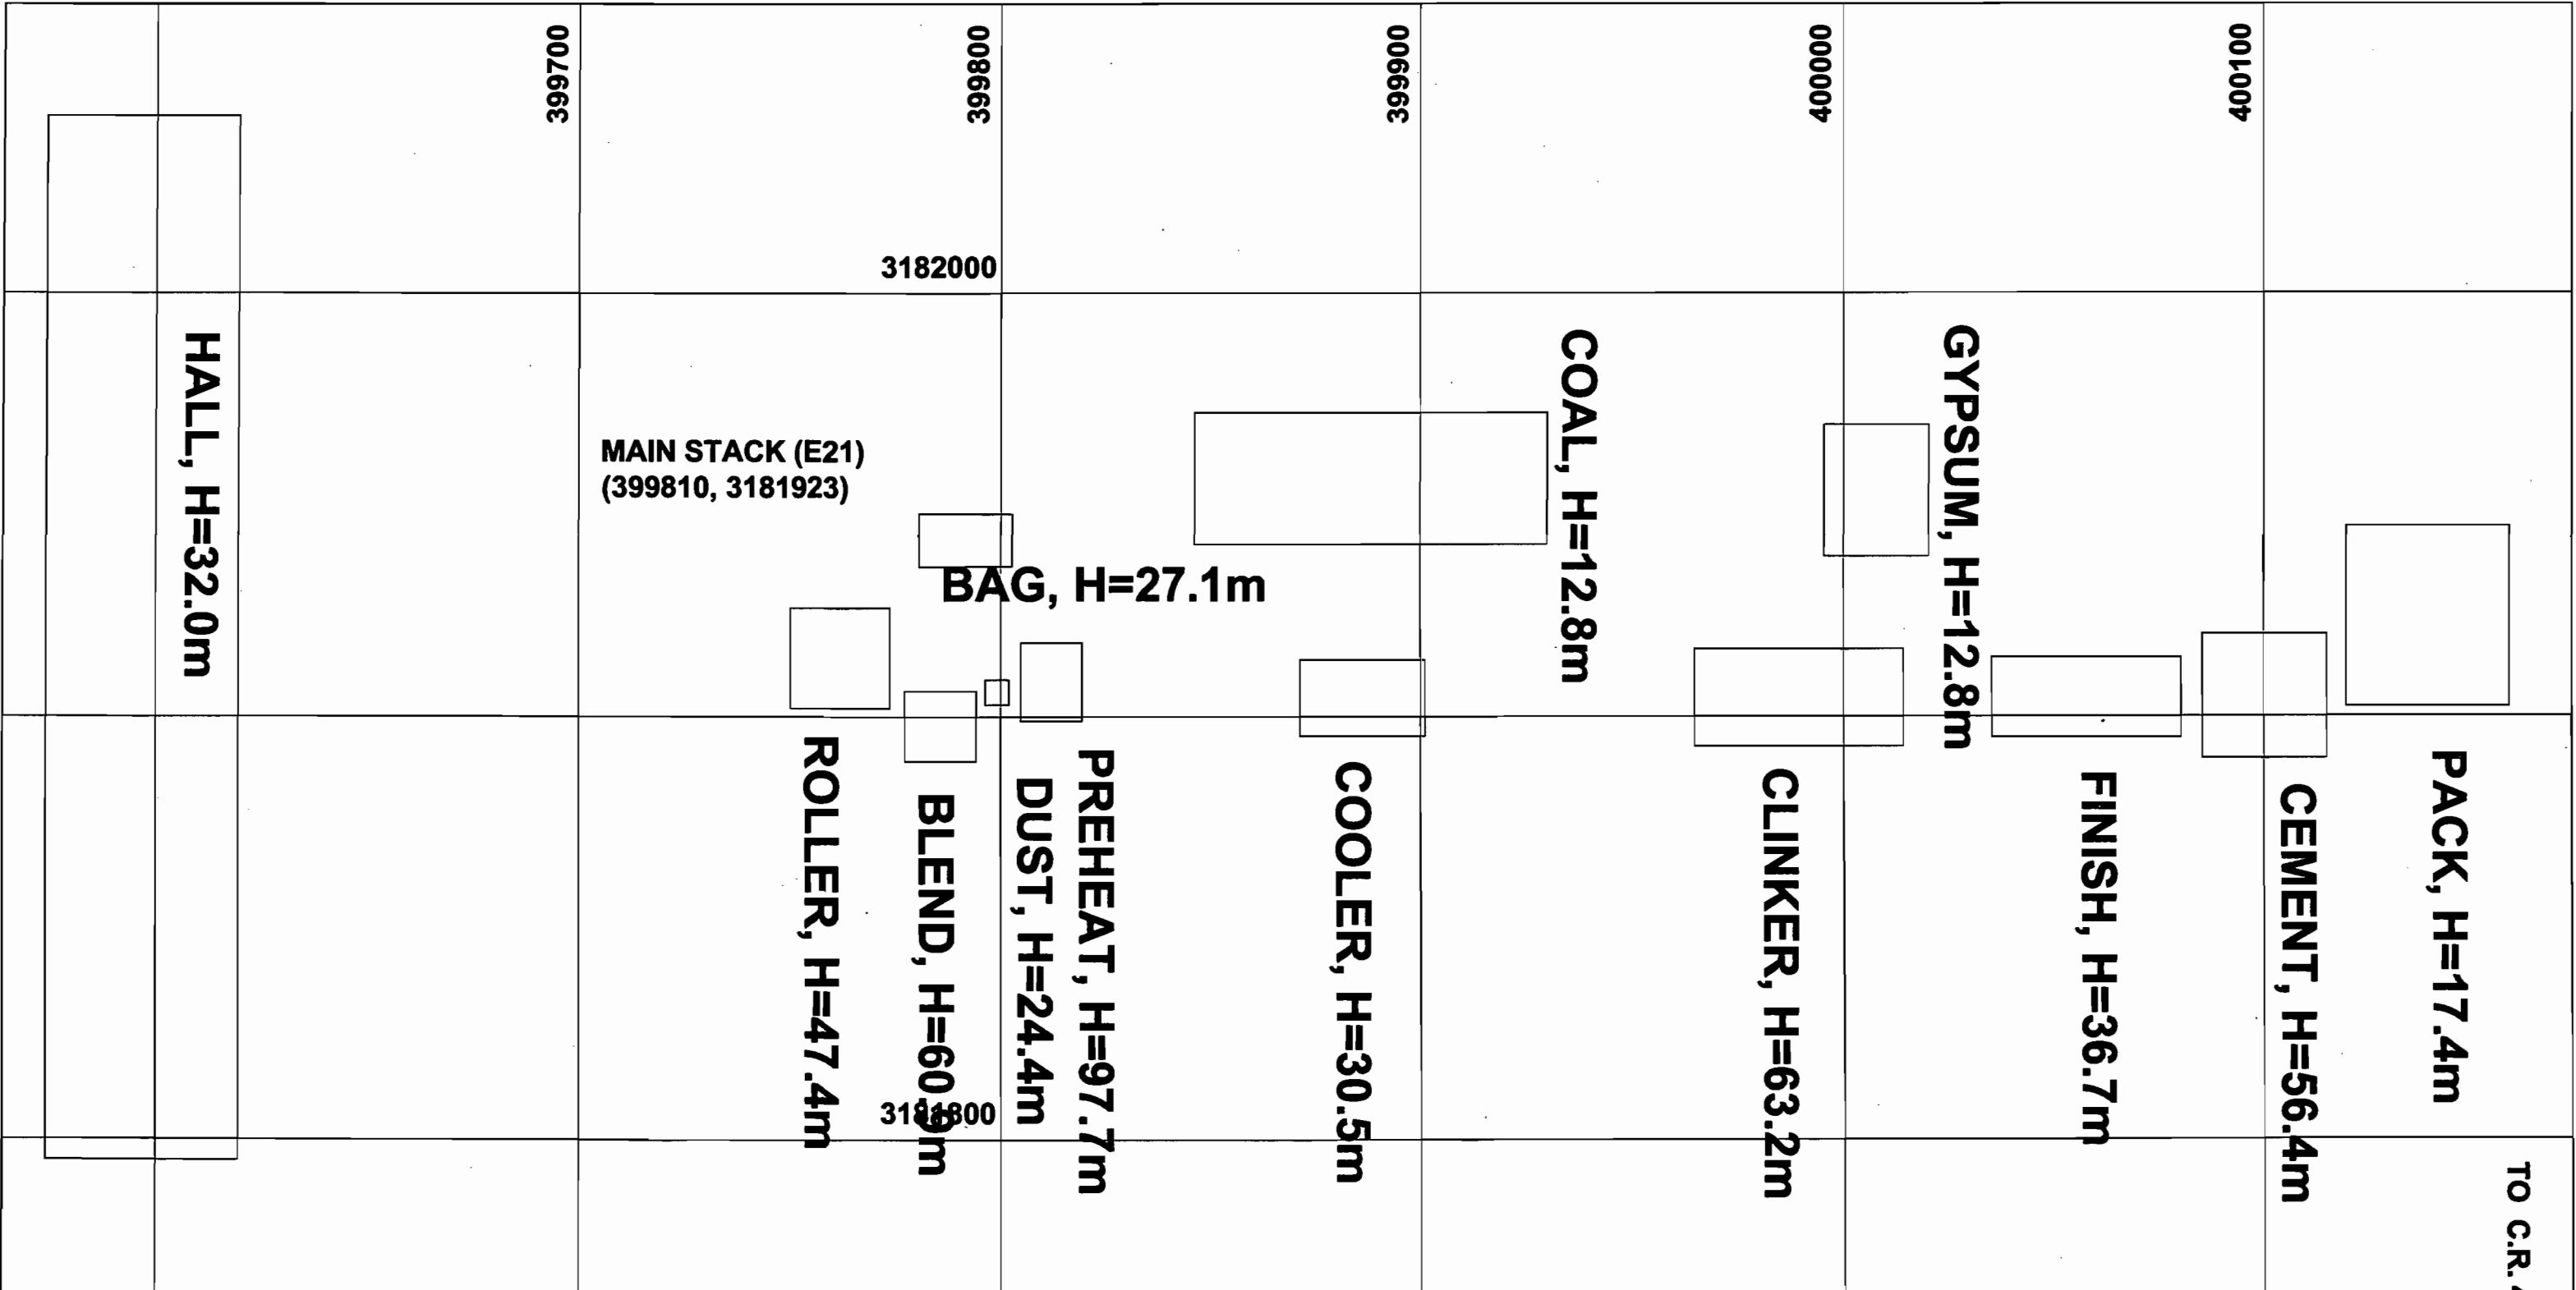 399700
399800
399900
400000
400100
3182000
HALL, H=32.0m
MAIN STACK (E21)
(399810, 3181923)
BAG, H=27.1m
COAL, H=12.8m
GYPSUM, H=12.8m
ROLLER, H=47.4m
BLEND, H=60.9m
DUST, H=24.4m
PREHEAT, H=97.7m
COOLER, H=30.5m
CLINKER, H=63.2m
FINISH, H=36.7m
CEMENT, H=56.4m
PACK, H=17.4m
3181800
TO C.R.